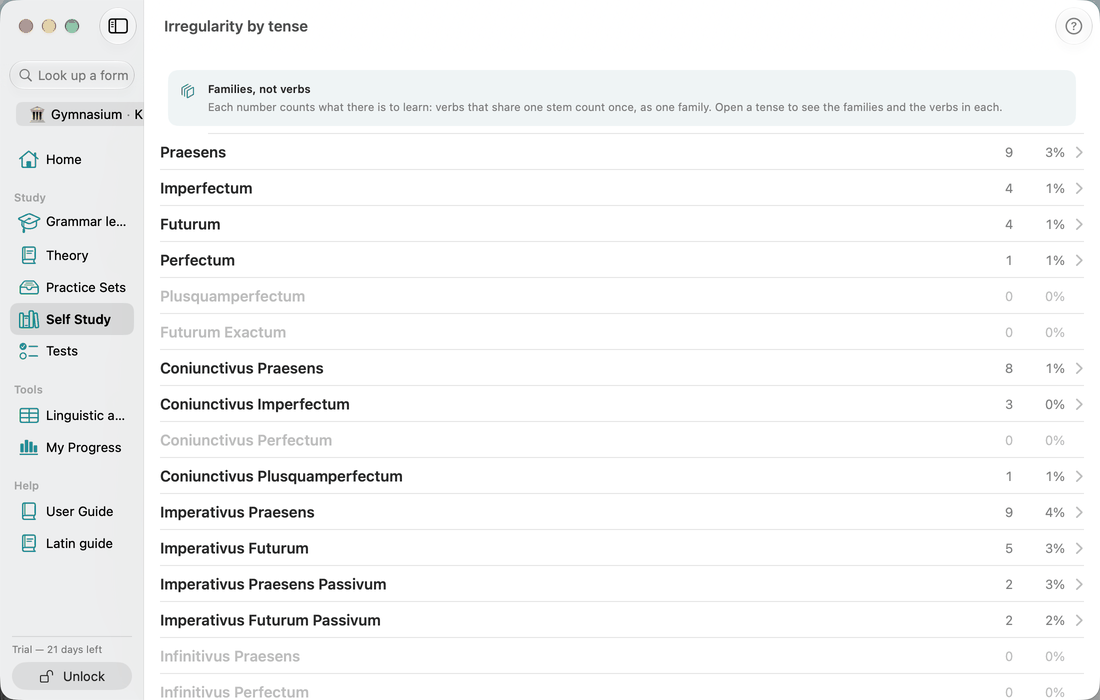 Irregularity by tense
Look up a form
Gymnasium · K
Home
Study
Grammar le...
Theory
Practice Sets
Self Study
Tests
Tools
Linguistic a...
My Progress
Help
User Guide
Latin guide
Trial — 21 days left
Unlock
Families, not verbs
Each number counts what there is to learn: verbs that share one stem count once, as one family. Open a tense to see the families and the verbs in each.
Praesens 9 3%
Imperfectum 4 1%
Futurum 4 1%
Perfectum 1 1%
Plusquamperfectum 0 0%
Futurum Exactum 0 0%
Coniunctivus Praesens 8 1%
Coniunctivus Imperfectum 3 0%
Coniunctivus Perfectum 0 0%
Coniunctivus Plusquamperfectum 1 1%
Imperativus Praesens 9 4%
Imperativus Futurum 5 3%
Imperativus Praesens Passivum 2 3%
Imperativus Futurum Passivum 2 2%
Infinitivus Praesens 0 0%
Infinitivus Perfectum 0 0%